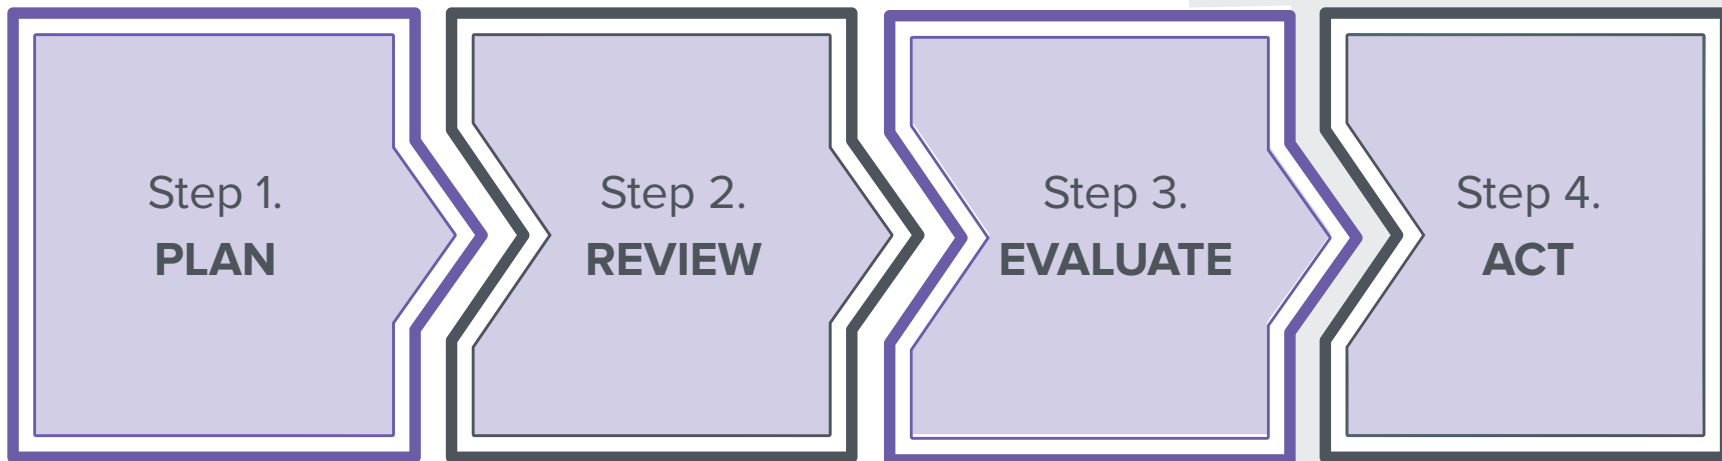 Step 1.
PLAN
Step 2.
REVIEW
Step 3.
EVALUATE
Step 4.
ACT